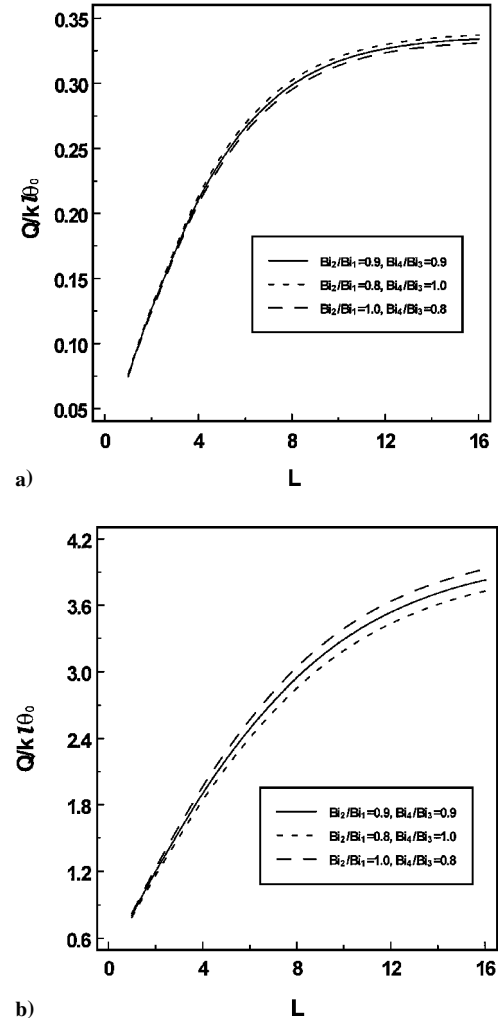 0.35
0.30
0.25
0.20
0.15
0.10
0.05
Q/klθ₀
Bi₂/Bi₁=0.9, Bi₄/Bi₃=0.9
Bi₂/Bi₁=0.8, Bi₄/Bi₃=1.0
Bi₂/Bi₁=1.0, Bi₄/Bi₃=0.8
0 4 8 12 16
a) L
4.2
3.6
3.0
2.4
1.8
1.2
0.6
Q/klθ₀
Bi₂/Bi₁=0.9, Bi₄/Bi₃=0.9
Bi₂/Bi₁=0.8, Bi₄/Bi₃=1.0
Bi₂/Bi₁=1.0, Bi₄/Bi₃=0.8
0 4 8 12 16
b) L